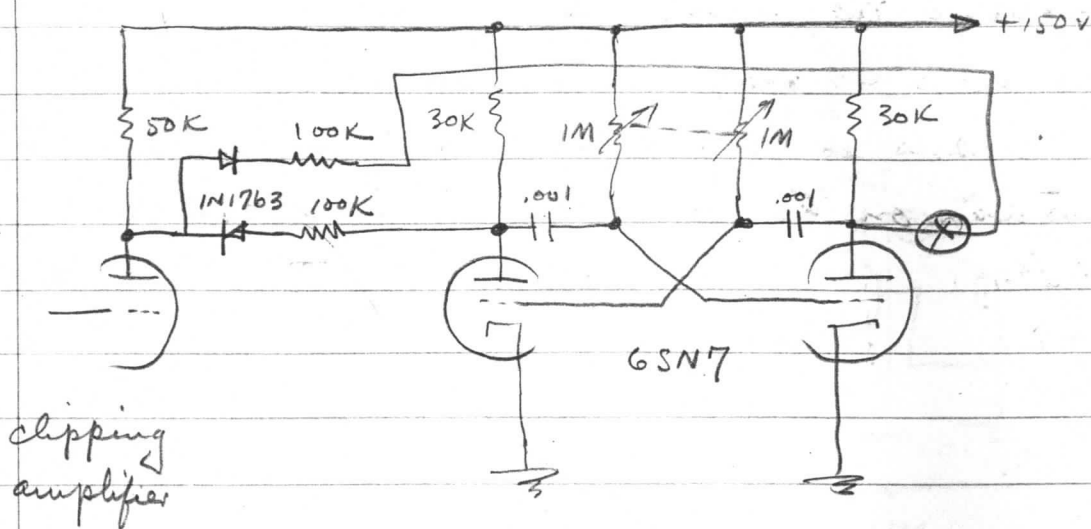 +150V
50K
100K
30K
1M
1M
30K
1N1763
100K
.001
.001
6SN7
clipping
amplifier